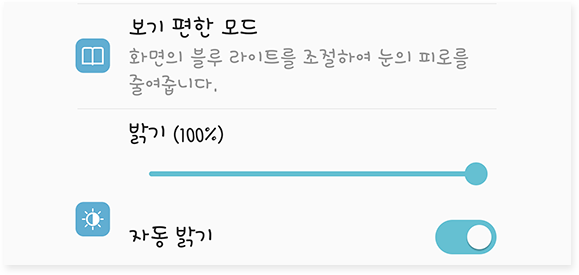 보기 편한 모드
화면의 블루 라이트를 조절하여 눈의 피로를
줄여줍니다.
밝기 (100%)
자동 밝기